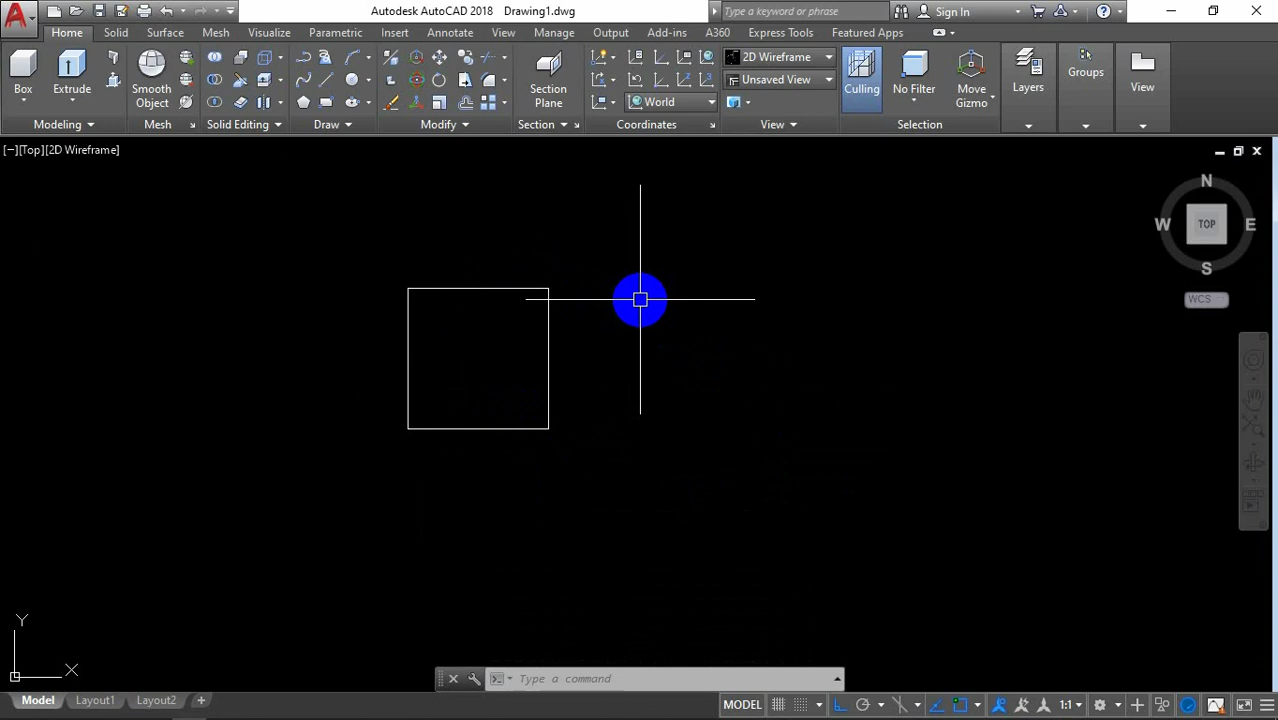 Autodesk AutoCAD 2018 Drawing1.dwg
Type a keyword or phrase
Sign In
Home Solid Surface Mesh Visualize Parametric Insert Annotate View Manage Output Add-ins A360 Express Tools Featured Apps
Box
Extrude
Smooth
Object
Section
Plane
World
2D Wireframe
Unsaved View
Culling
No Filter
Move
Gizmo
Layers
Groups
View
Modeling Mesh Solid Editing Draw Modify Section Coordinates View Selection
[−][Top][2D Wireframe]
N
W TOP E
S
WCS
Y
X
Type a command
Model Layout1 Layout2
MODEL 1:1